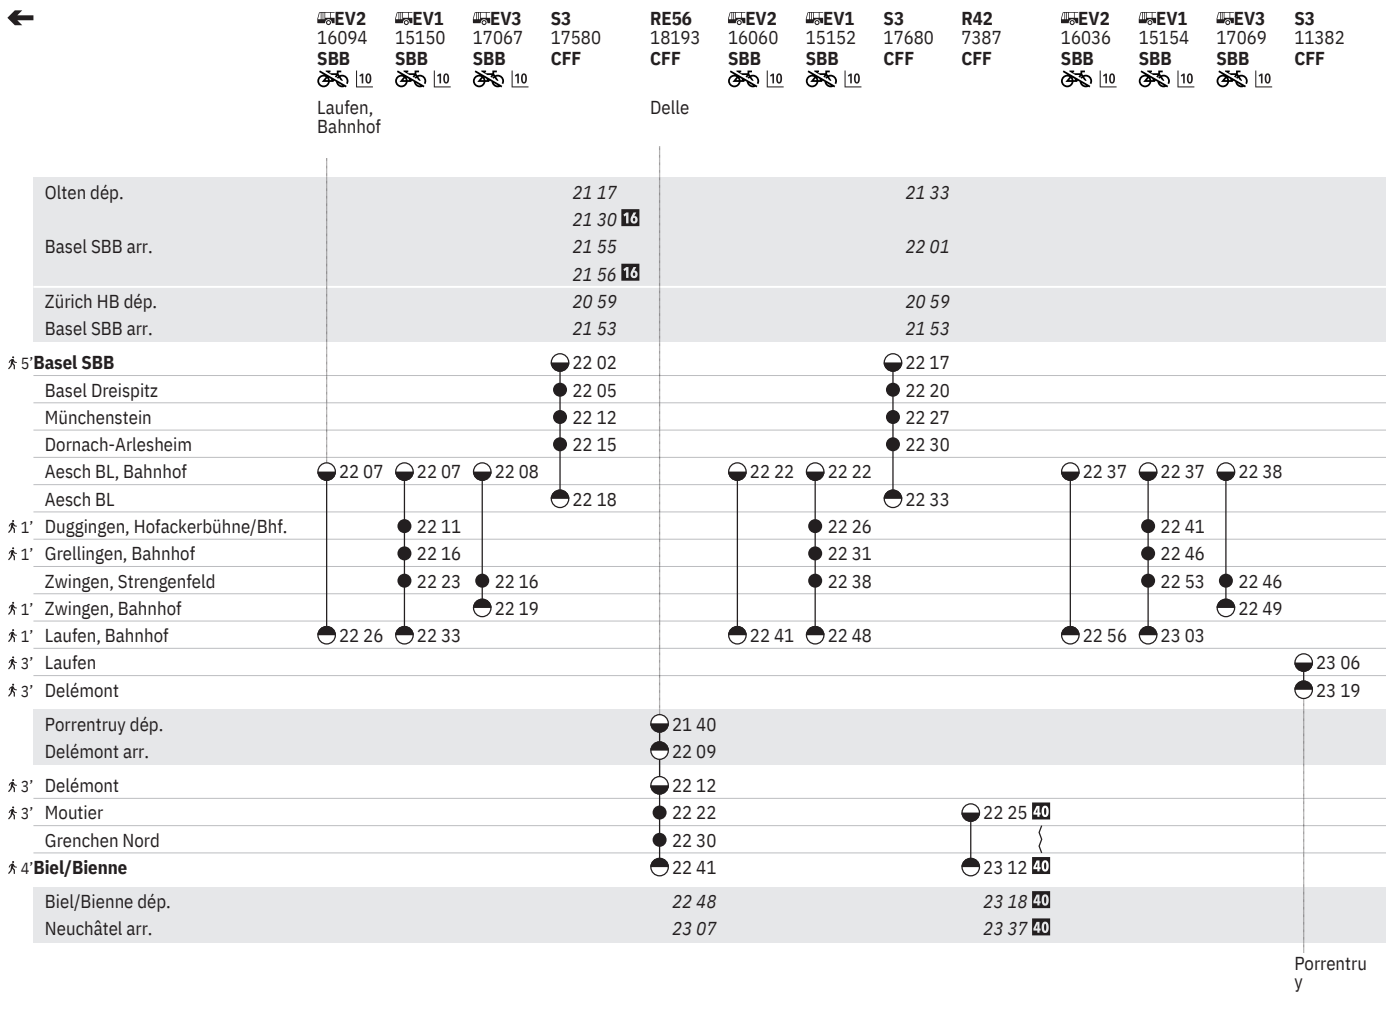 EV2 EV1 EV3 S3 RE56 EV2 EV1 S3 R42 EV2 EV1 EV3 S3
16094 15150 17067 17580 18193 16060 15152 17680 7387 16036 15154 17069 11382
SBB SBB SBB CFF CFF SBB SBB CFF CFF SBB SBB SBB CFF
10 10 10 10 10 10 10 10
Laufen, Delle
Bahnhof
Olten dép. 21 17 21 33
21 30 16
Basel SBB arr. 21 55 22 01
21 56 16
Zürich HB dép. 20 59 20 59
Basel SBB arr. 21 53 21 53
5' Basel SBB 22 02 22 17
Basel Dreispitz 22 05 22 20
Münchenstein 22 12 22 27
Dornach-Arlesheim 22 15 22 30
Aesch BL, Bahnhof 22 07 22 07 22 08 22 22 22 22 22 37 22 37 22 38
Aesch BL 22 18 22 33
1' Duggingen, Hofackerbühne/Bhf. 22 11 22 26 22 41
1' Grellingen, Bahnhof 22 16 22 31 22 46
Zwingen, Strengenfeld 22 23 22 16 22 38 22 53 22 46
1' Zwingen, Bahnhof 22 19 22 49
1' Laufen, Bahnhof 22 26 22 33 22 41 22 48 22 56 23 03
3' Laufen 23 06
3' Delémont 23 19
Porrentruy dép. 21 40
Delémont arr. 22 09
3' Delémont 22 12
3' Moutier 22 22 22 25 40
Grenchen Nord 22 30
4' Biel/Bienne 22 41 23 12 40
Biel/Bienne dép. 22 48 23 18 40
Neuchâtel arr. 23 07 23 37 40
Porrentru
y